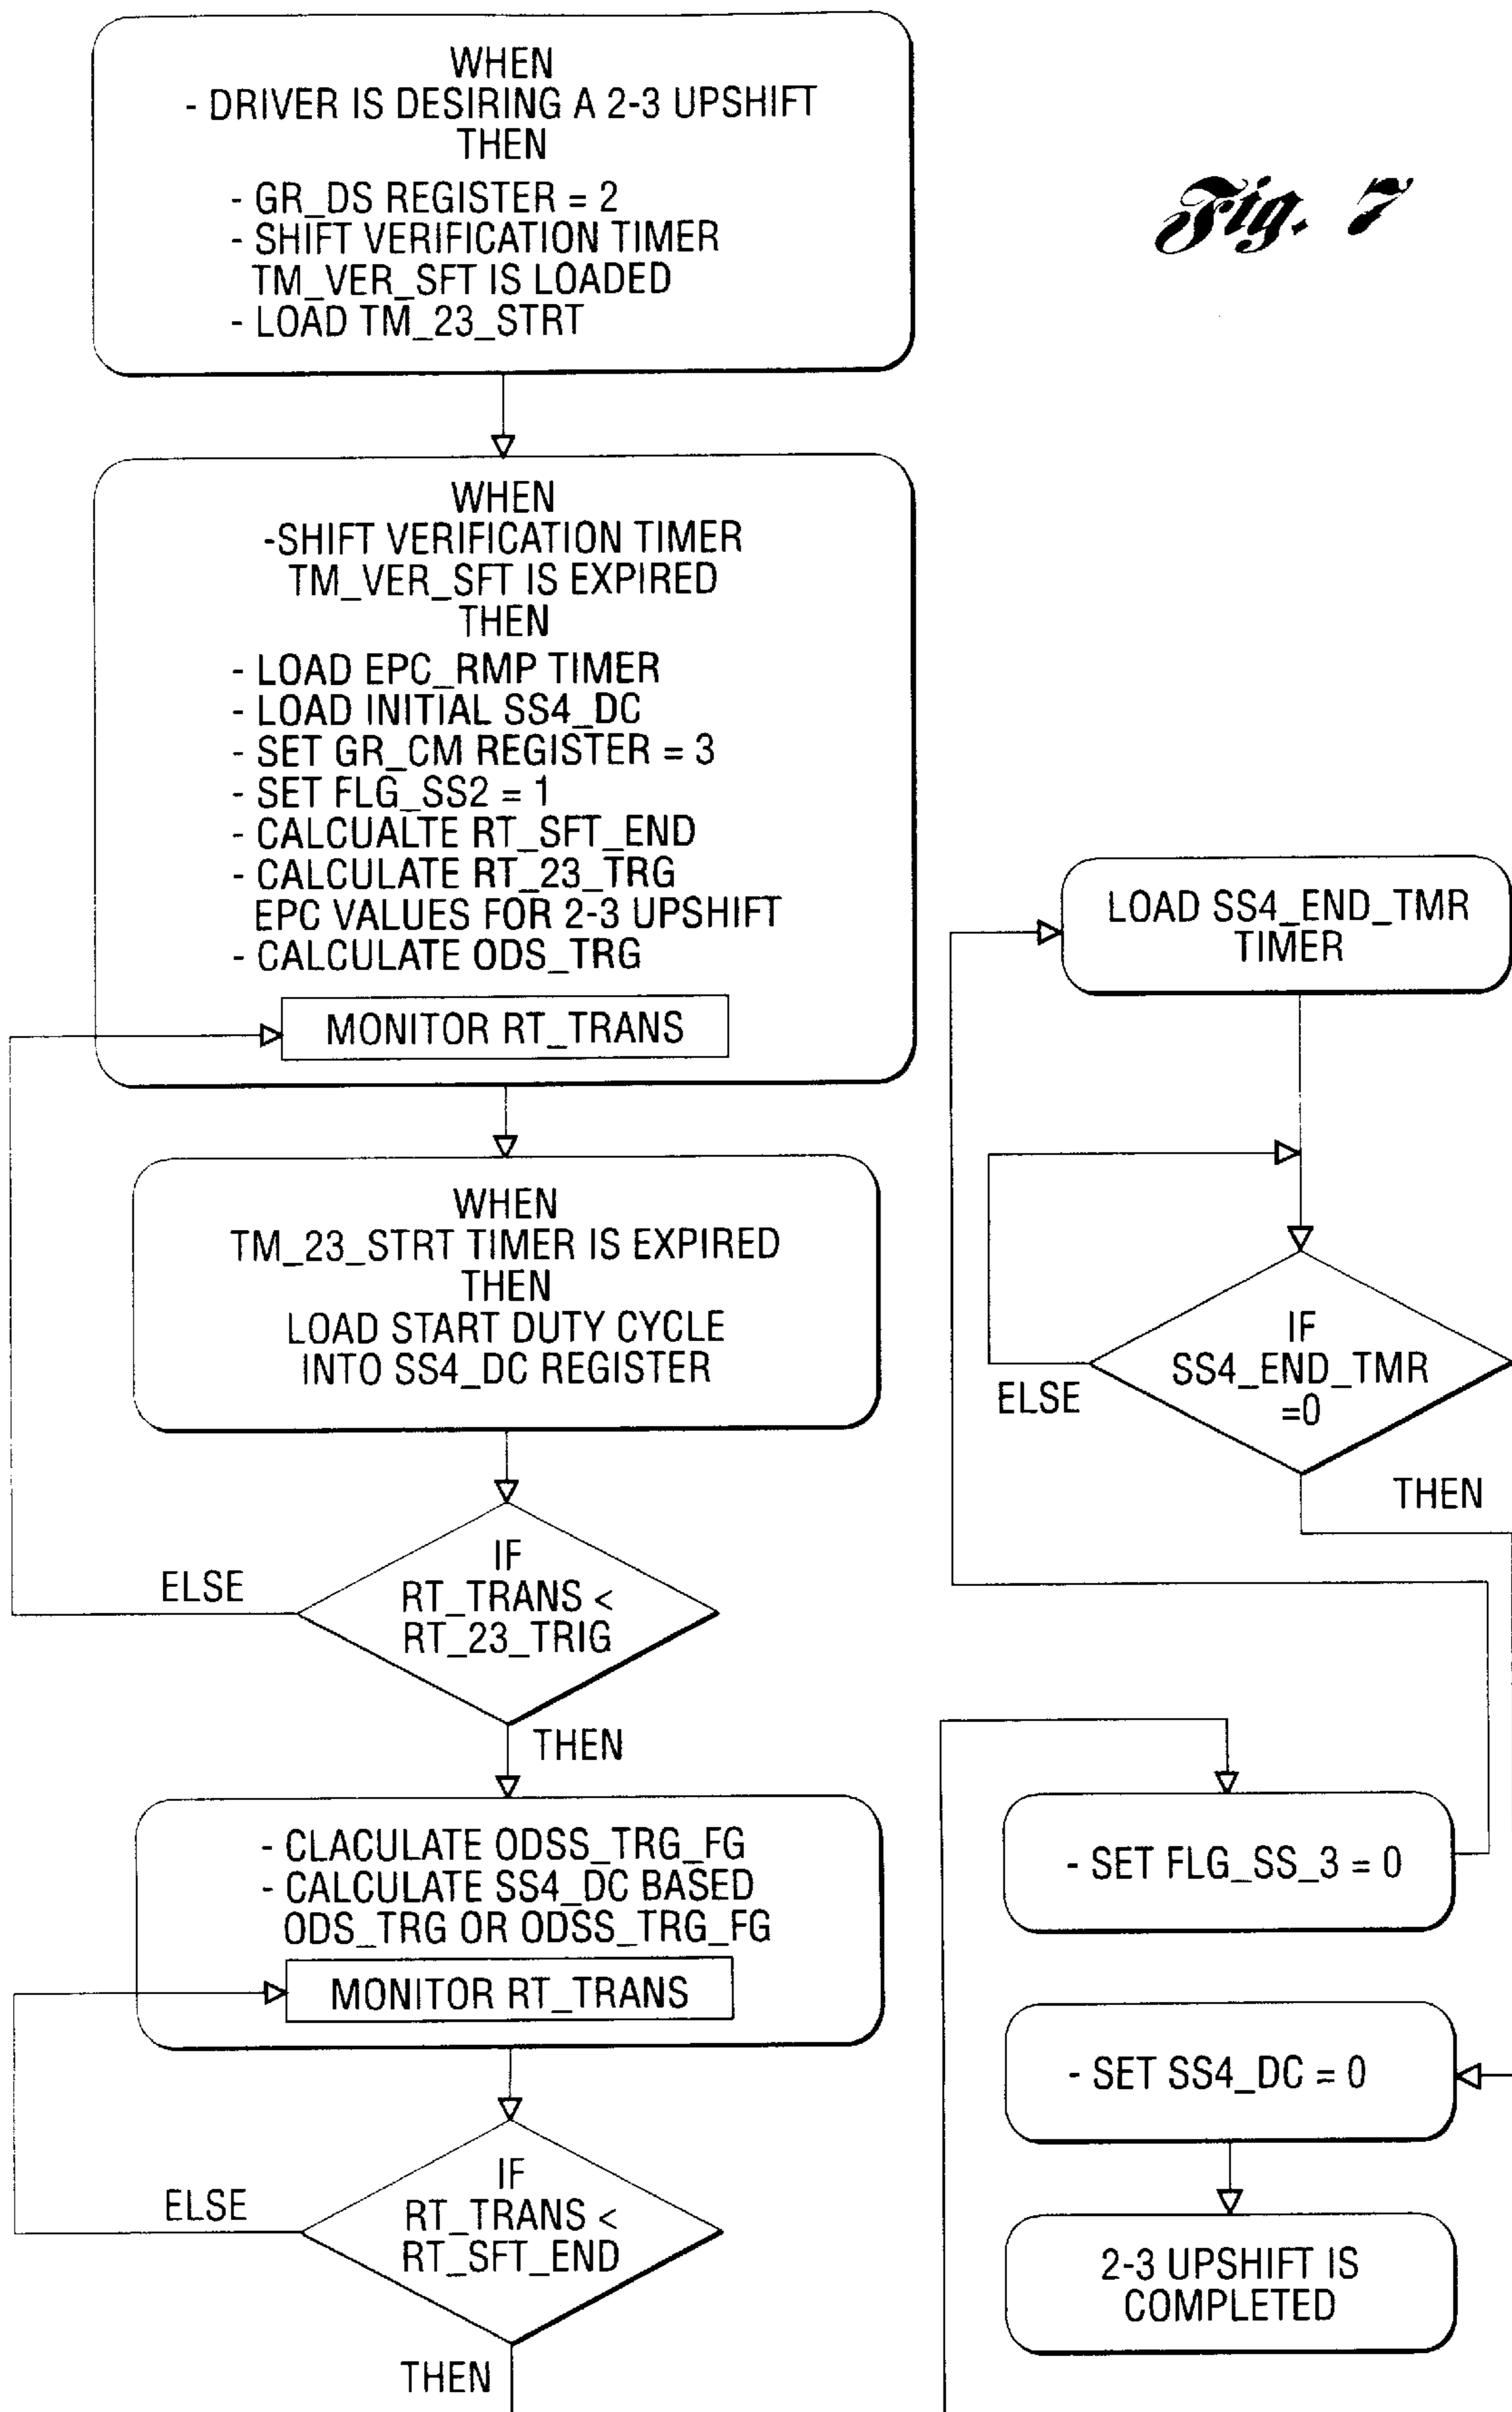 Fig. 7
WHEN
- DRIVER IS DESIRING A 2-3 UPSHIFT
THEN
- GR_DS REGISTER = 2
- SHIFT VERIFICATION TIMER
TM_VER_SFT IS LOADED
- LOAD TM_23_STRT
WHEN
-SHIFT VERIFICATION TIMER
TM_VER_SFT IS EXPIRED
THEN
- LOAD EPC_RMP TIMER
- LOAD INITIAL SS4_DC
- SET GR_CM REGISTER = 3
- SET FLG_SS2 = 1
- CALCUALTE RT_SFT_END
- CALCULATE RT_23_TRG
EPC VALUES FOR 2-3 UPSHIFT
- CALCULATE ODS_TRG
MONITOR RT_TRANS
WHEN
TM_23_STRT TIMER IS EXPIRED
THEN
LOAD START DUTY CYCLE
INTO SS4_DC REGISTER
IF
RT_TRANS <
RT_23_TRIG
ELSE
THEN
- CLACULATE ODSS_TRG_FG
- CALCULATE SS4_DC BASED
ODS_TRG OR ODSS_TRG_FG
MONITOR RT_TRANS
IF
RT_TRANS <
RT_SFT_END
ELSE
THEN
- SET FLG_SS_3 = 0
LOAD SS4_END_TMR
TIMER
IF
SS4_END_TMR
=0
ELSE
THEN
- SET SS4_DC = 0
2-3 UPSHIFT IS
COMPLETED